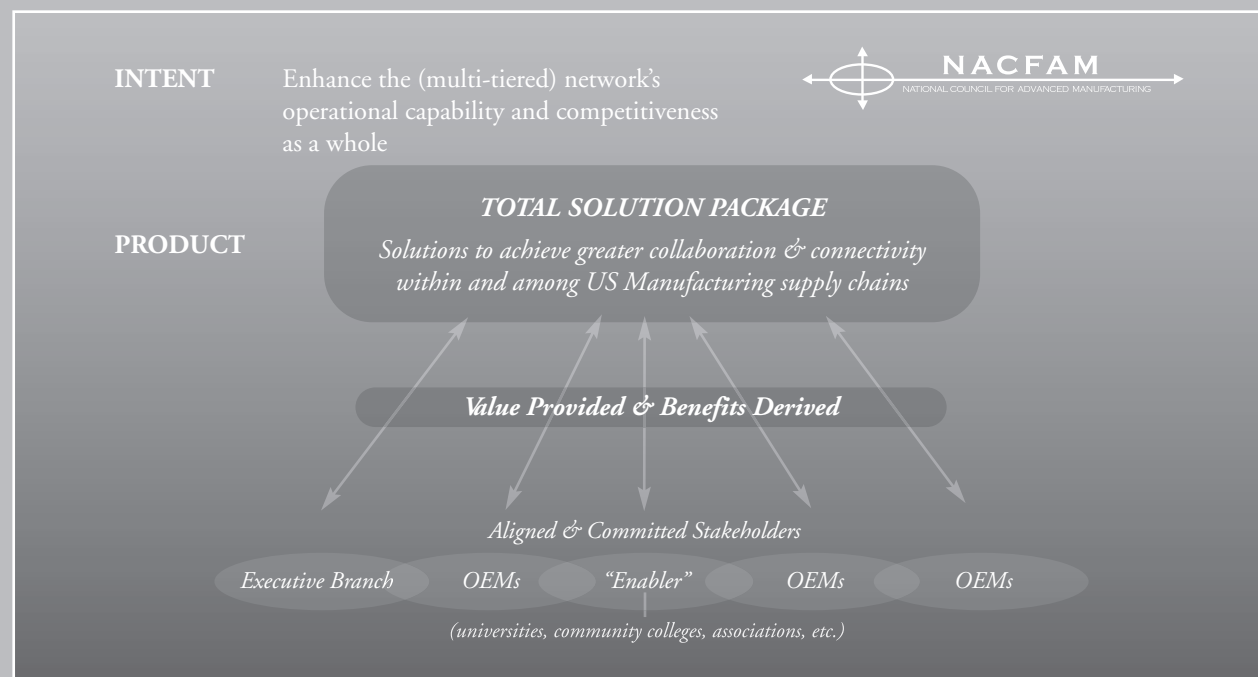 INTENT
Enhance the (multi-tiered) network's
operational capability and competitiveness
as a whole
NACFAM
NATIONAL COUNCIL FOR ADVANCED MANUFACTURING
PRODUCT
TOTAL SOLUTION PACKAGE
Solutions to achieve greater collaboration & connectivity
within and among US Manufacturing supply chains
Value Provided & Benefits Derived
Aligned & Committed Stakeholders
Executive Branch
OEMs
“Enabler”
OEMs
OEMs
(universities, community colleges, associations, etc.)